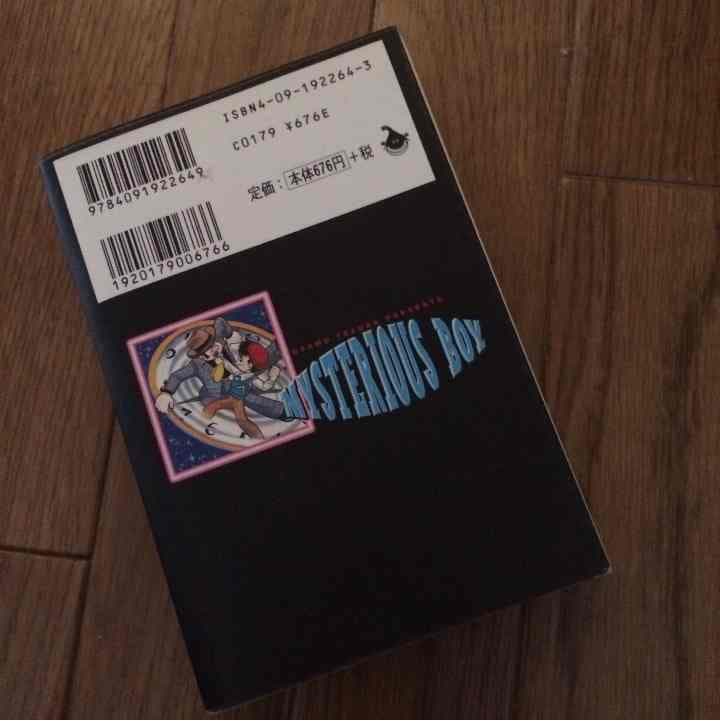 ISBN4-09-192264-3
C0179 ¥676E
定価：本体676円＋税
9784091922649
1920179006766
OSAMU TEZUKA PRESENTS
MYSTERIOUS BOY